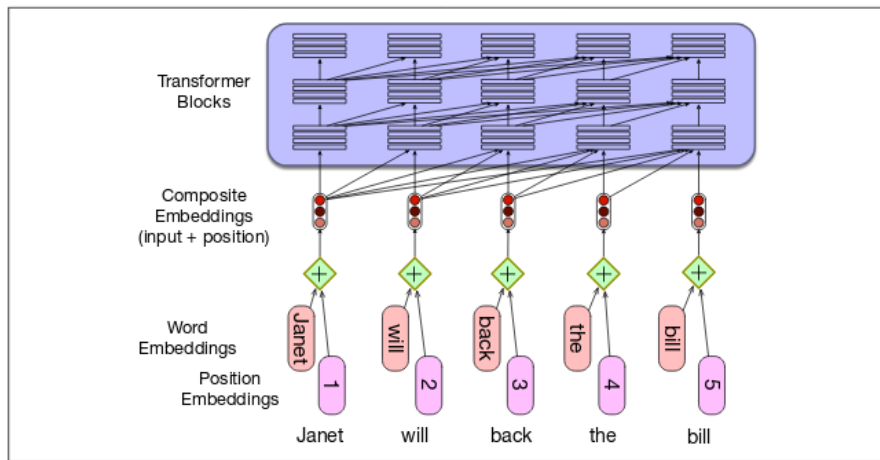 Transformer
Blocks
Composite
Embeddings
(input + position)
+ + + + +
Word
Embeddings
Janet will back the bill
Position
Embeddings
1 2 3 4 5
Janet will back the bill